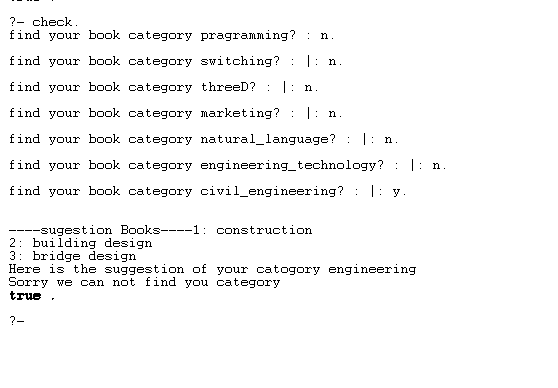 ?- check.
find your book category pragramming? : n.
find your book category switching? : |: n.
find your book category threeD? : |: n.
find your book category marketing? : |: n.
find your book category natural_language? : |: n.
find your book category engineering_technology? : |: n.
find your book category civil_engineering? : |: y.
----sugestion Books----1: construction
2: building design
3: bridge design
Here is the suggestion of your catogory engineering
Sorry we can not find you category
true .
?-